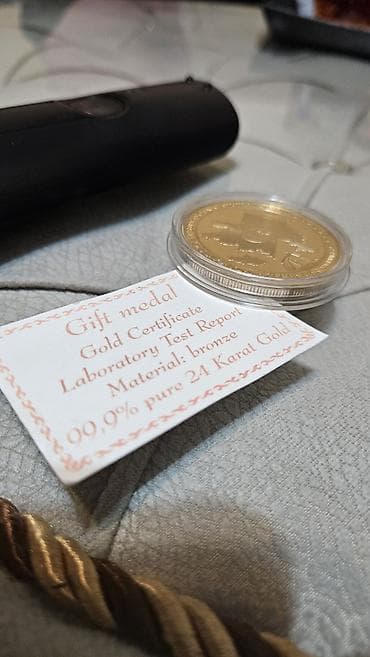 Gift medal
Gold Certificate
Laboratory Test Report
Material: bronze
99,9% pure 24 Karat Gold